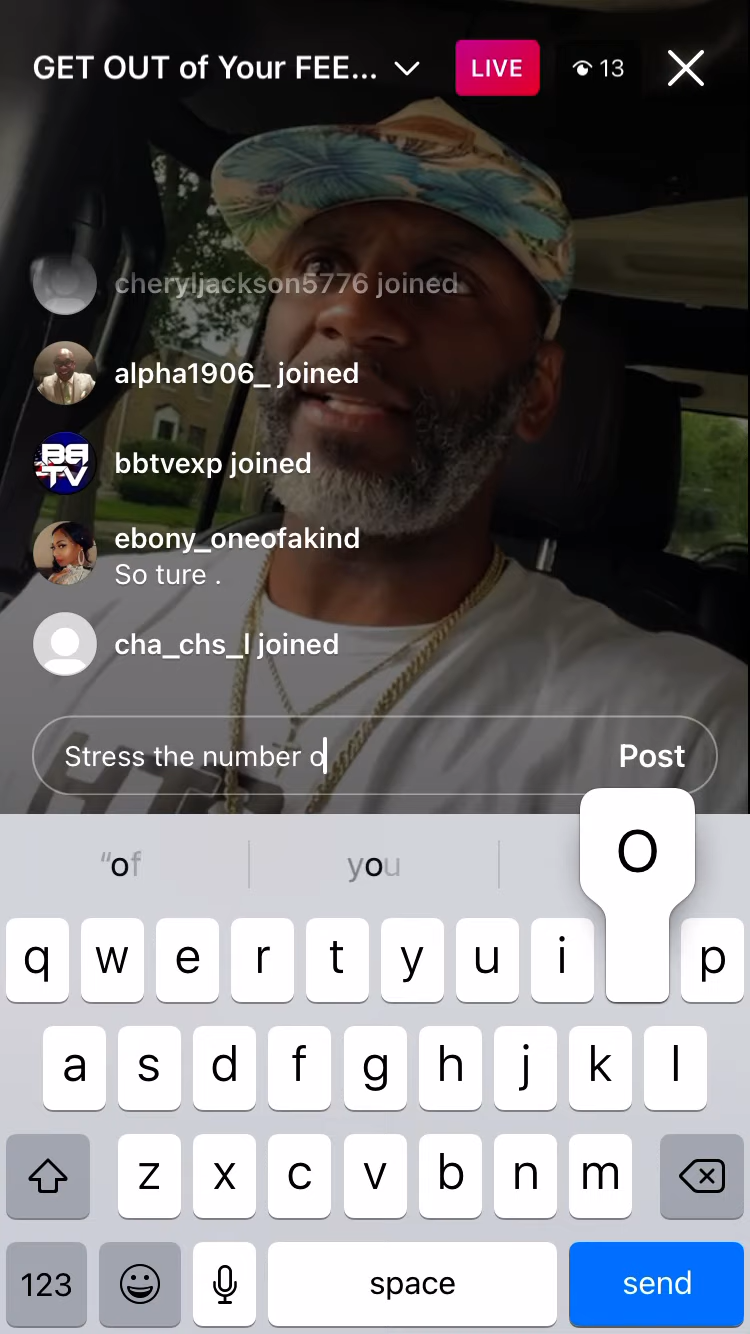 GET OUT of Your FEE...
LIVE
13
cheryljackson5776 joined
alpha1906_ joined
BBTV
bbtvexp joined
ebony_oneofakind
So ture .
cha_chs_l joined
Stress the number o
Post
“of
you
O
q w e r t y u i p
a s d f g h j k l
z x c v b n m
123
space
send